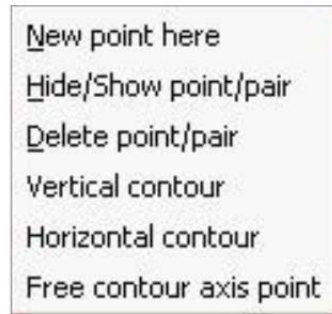 New point here
Hide/Show point/pair
Delete point/pair
Vertical contour
Horizontal contour
Free contour axis point